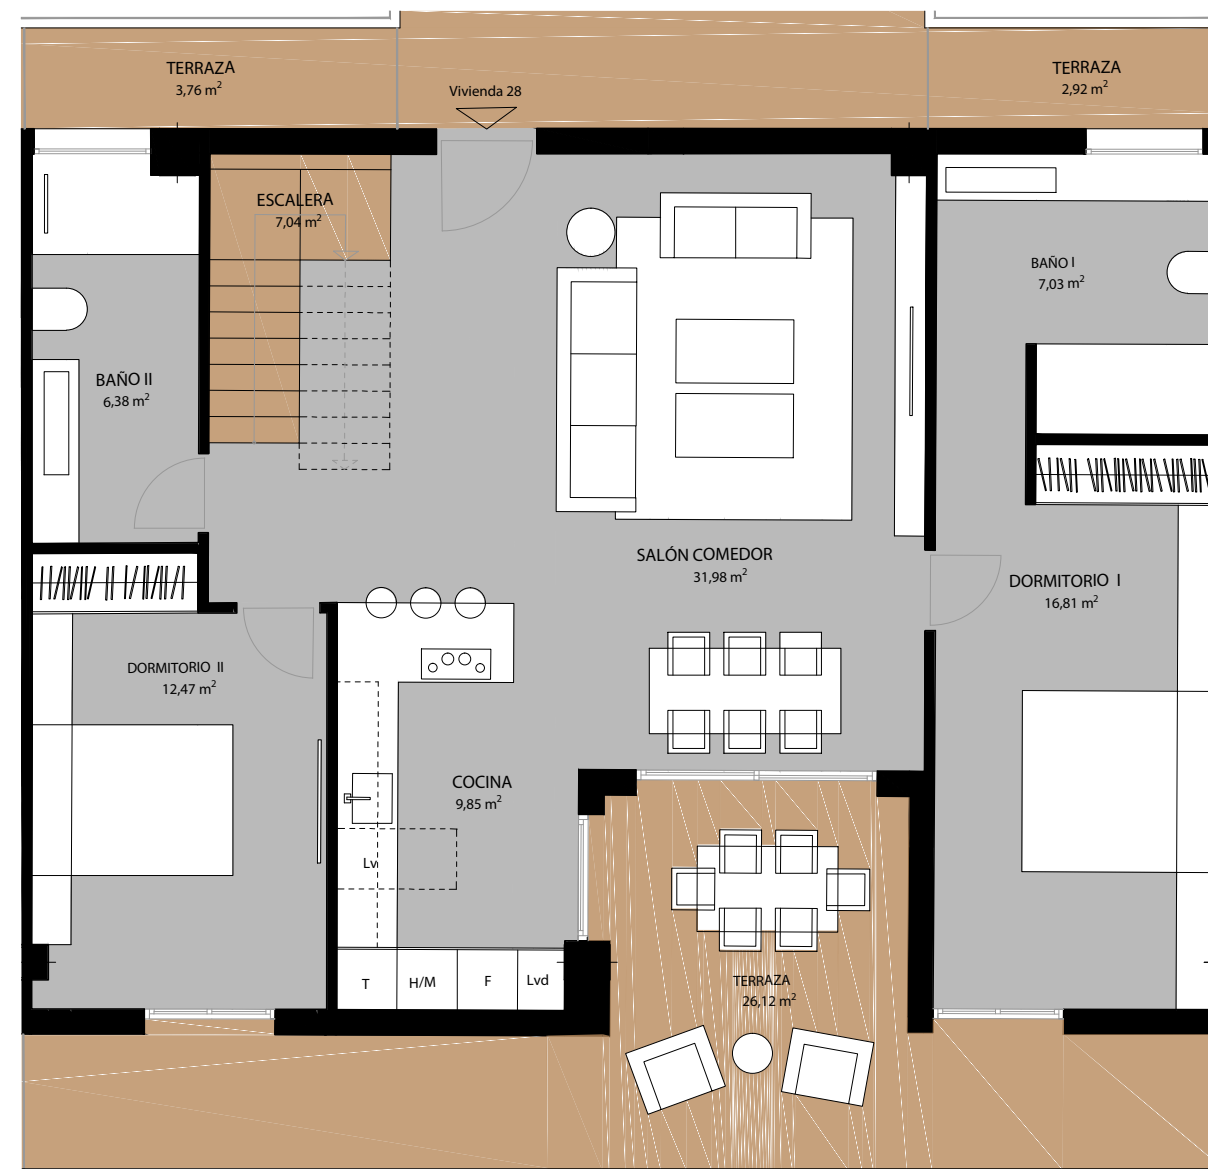 TERRAZA
3,76 m²
Vivienda 28
TERRAZA
2,92 m²
ESCALERA
7,04 m²
BAÑO I
7,03 m²
BAÑO II
6,38 m²
SALÓN COMEDOR
31,98 m²
DORMITORIO I
16,81 m²
DORMITORIO II
12,47 m²
COCINA
9,85 m²
Lv
T
H/M
F
Lvd
TERRAZA
26,12 m²